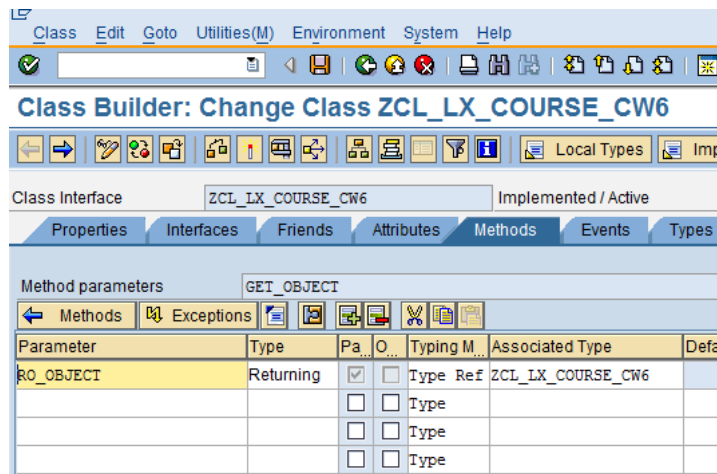 Class Edit Goto Utilities(M) Environment System Help
Class Builder: Change Class ZCL_LX_COURSE_CW6
Local Types Imp
Class Interface ZCL_LX_COURSE_CW6 Implemented / Active
Properties Interfaces Friends Attributes Methods Events Types
Method parameters GET_OBJECT
Methods Exceptions
Parameter Type Pa... O... Typing M... Associated Type Defa
RO_OBJECT Returning Type Ref ZCL_LX_COURSE_CW6
Type
Type
Type